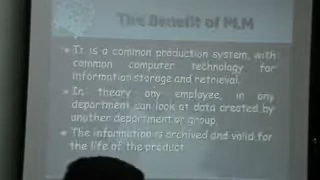 The Benefit of M.M
It is a common production system, with
common computer technology for
information storage and retrieval.
In theory any employee, in any
department can look at data created by
another department or group.
The information is archived and valid for
the life of the product